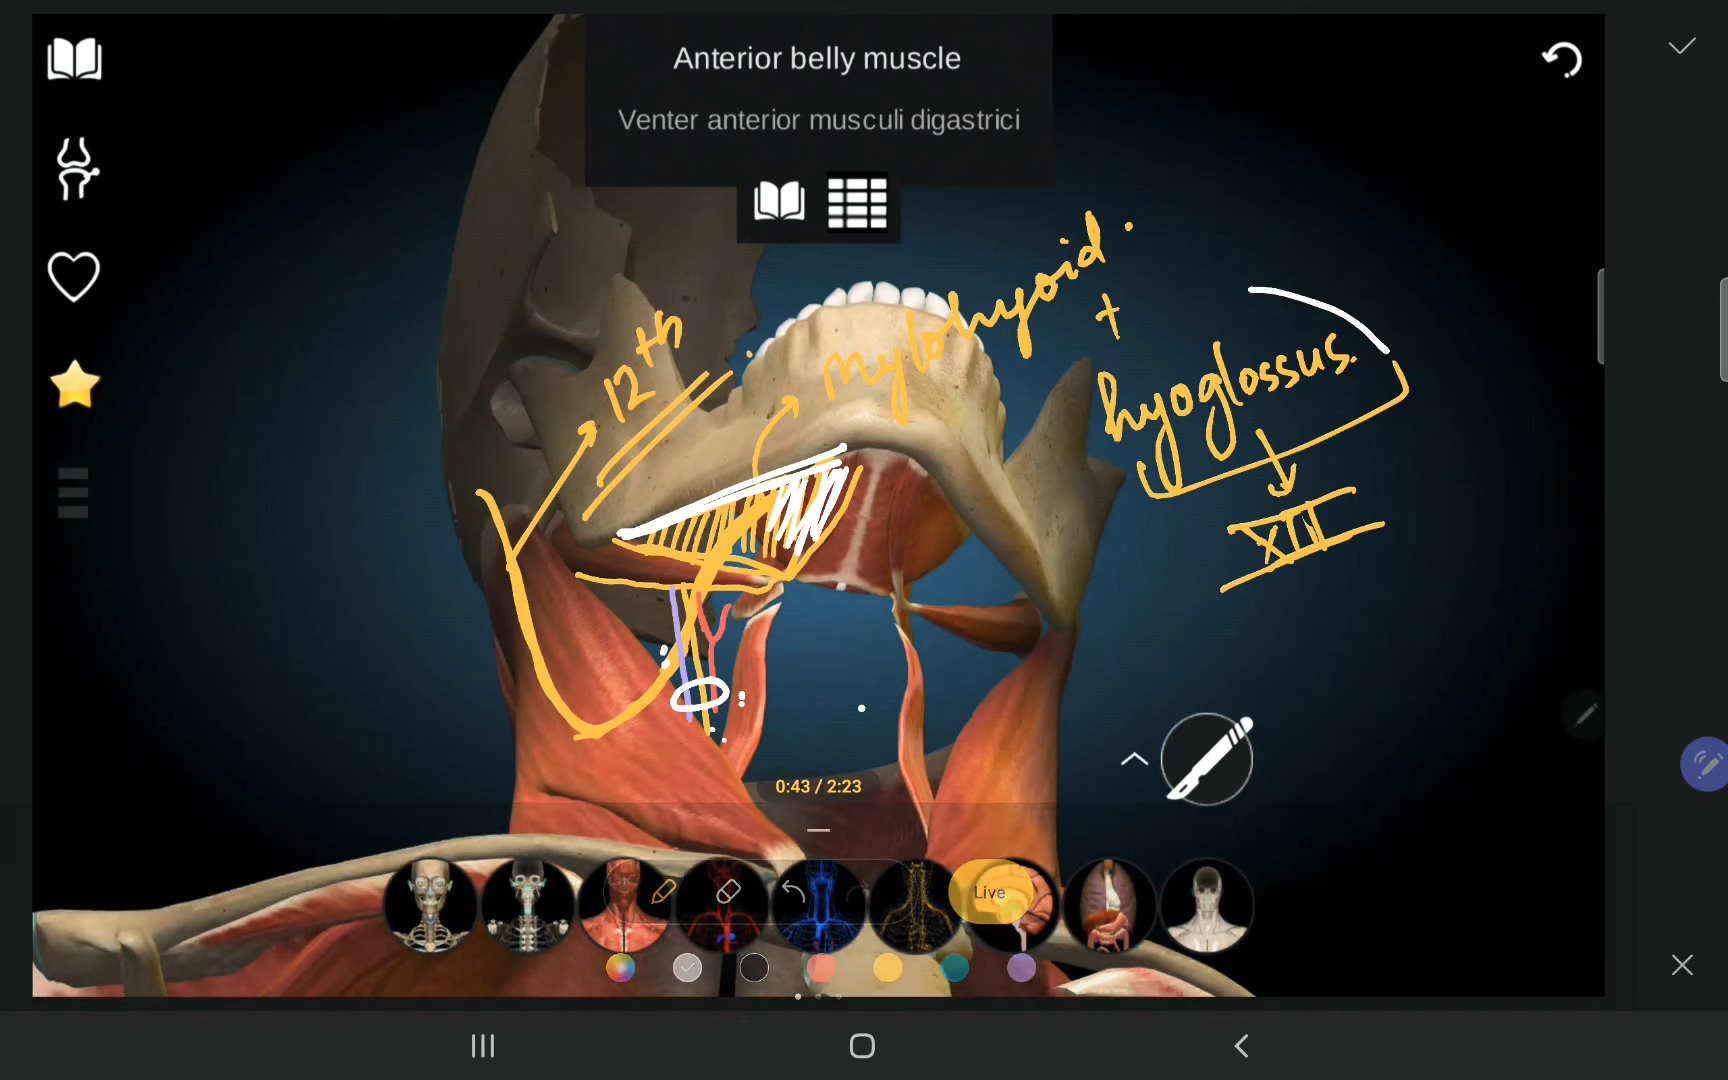 Anterior belly muscle
Venter anterior musculi digastrici
12th
mylohyoid.
+
hyoglossus.
XII
0:43 / 2:23
Live